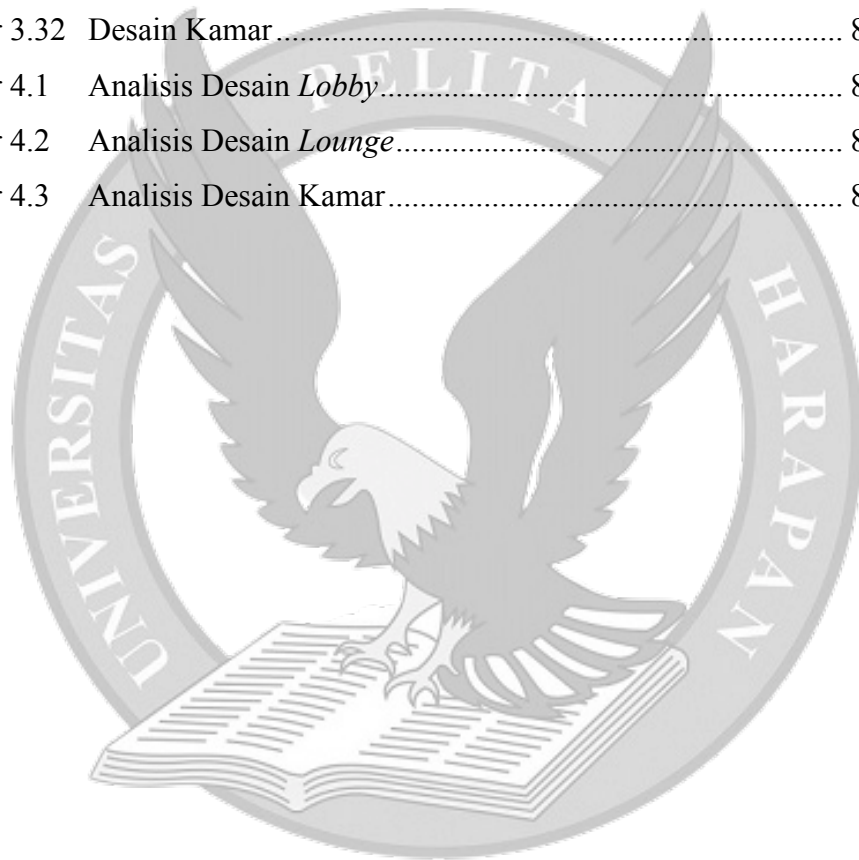 r 3.32 Desain Kamar........................................................................ 8
r 4.1 Analisis Desain Lobby.......................................................... 8
r 4.2 Analisis Desain Lounge........................................................ 8
r 4.3 Analisis Desain Kamar......................................................... 8
UNIVERSITAS PELITA HARAPAN